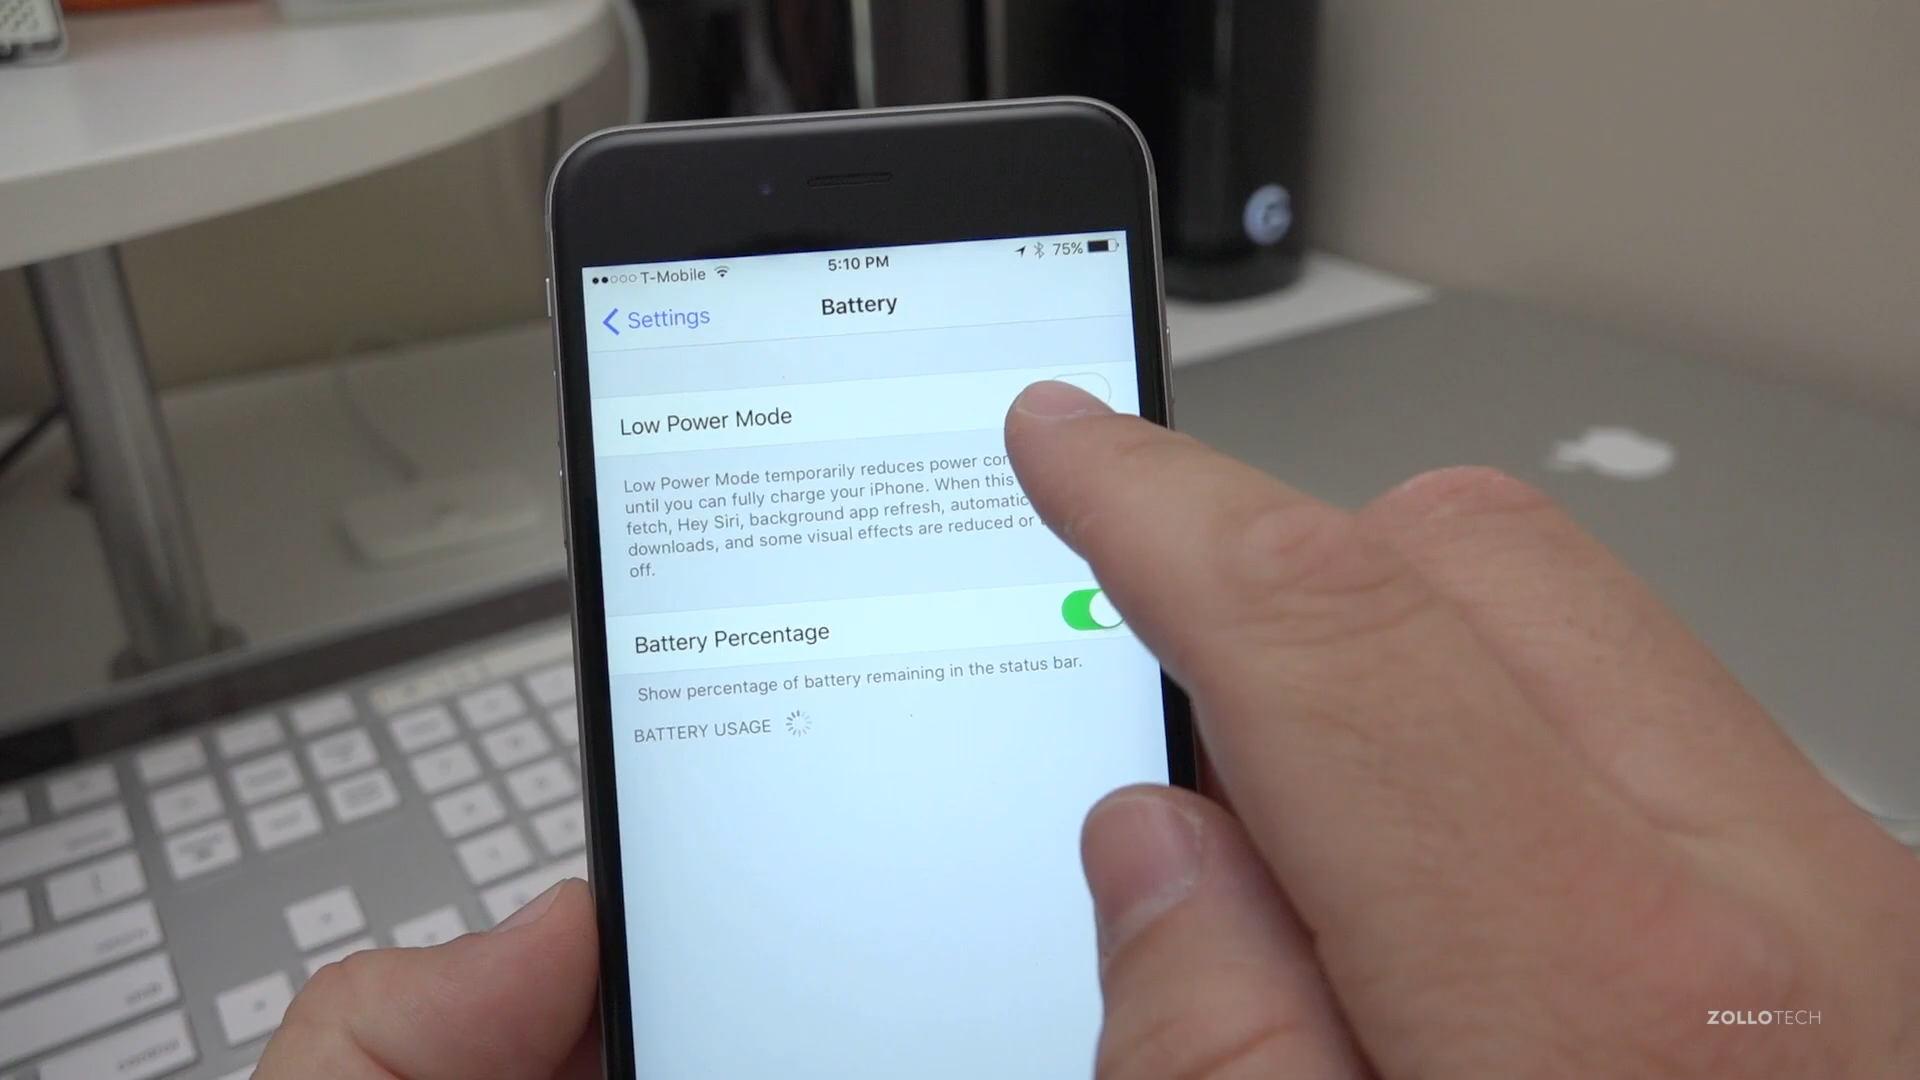 T-Mobile 5:10 PM 75%
Settings Battery
Low Power Mode
Low Power Mode temporarily reduces power
until you can fully charge your iPhone. When this
fetch, Hey Siri, background app refresh, automatic
downloads, and some visual effects are reduced or
off.
Battery Percentage
Show percentage of battery remaining in the status bar.
BATTERY USAGE
ZOLLOTECH